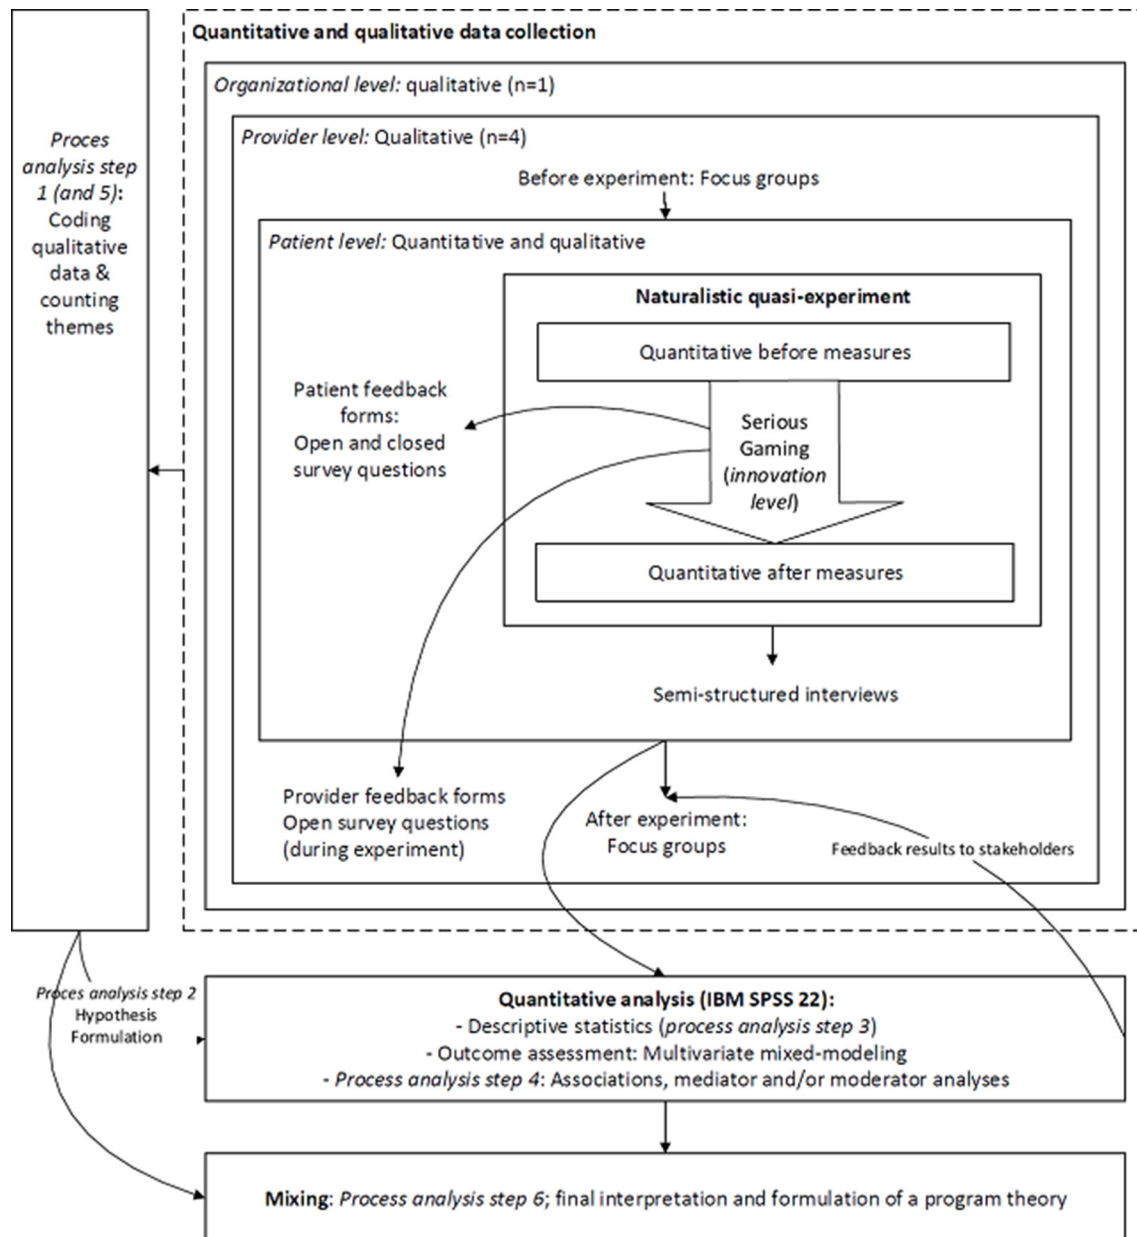 Quantitative and qualitative data collection
Organizational level: qualitative (n=1)
Provider level: Qualitative (n=4)
Before experiment: Focus groups
Patient level: Quantitative and qualitative
Naturalistic quasi-experiment
Quantitative before measures
Proces
analysis step
1 (and 5):
Coding
qualitative
data &
counting
themes
Patient feedback
forms:
Open and closed
survey questions
Serious
Gaming
(innovation
level)
Quantitative after measures
Semi-structured interviews
Provider feedback forms
Open survey questions
(during experiment)
After experiment:
Focus groups
Feedback results to stakeholders
Proces analysis step 2
Hypothesis
Formulation
Quantitative analysis (IBM SPSS 22):
- Descriptive statistics (process analysis step 3)
- Outcome assessment: Multivariate mixed-modeling
- Process analysis step 4: Associations, mediator and/or moderator analyses
Mixing: Process analysis step 6; final interpretation and formulation of a program theory